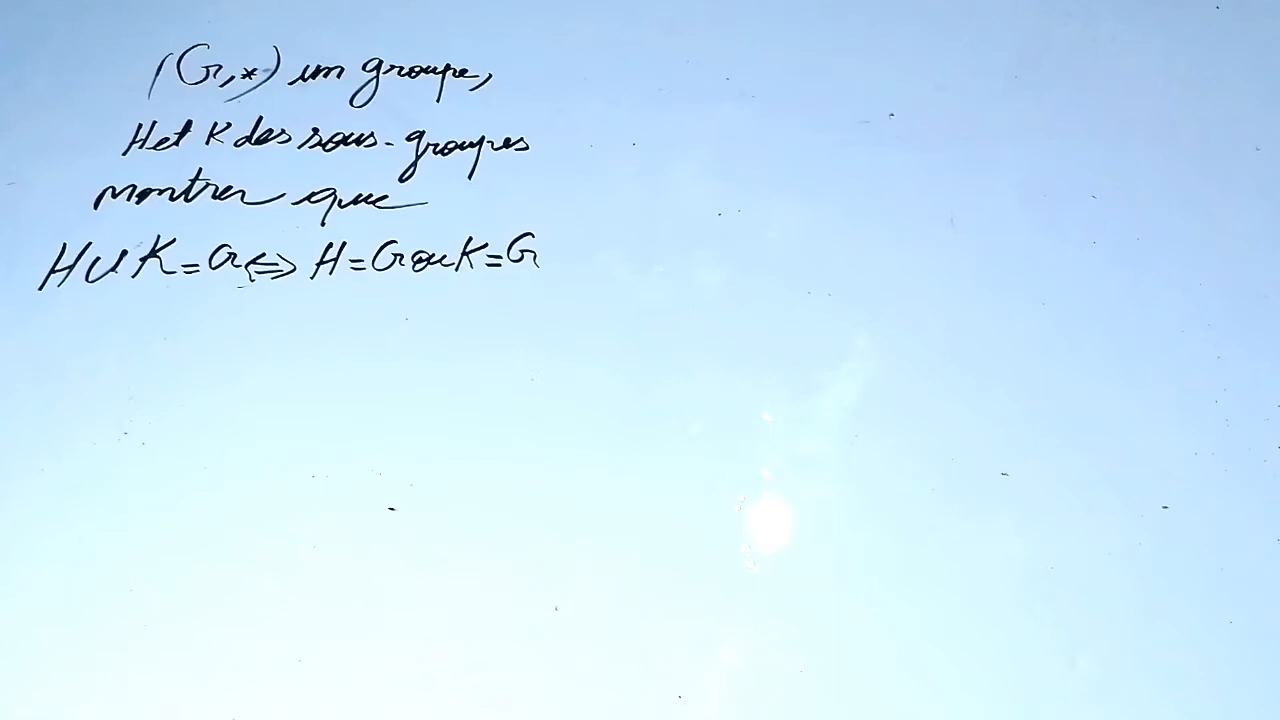 (G,*) un groupe,
H et K des sous-groupes
montrer que
H∪K=G⇔H=G ou K=G